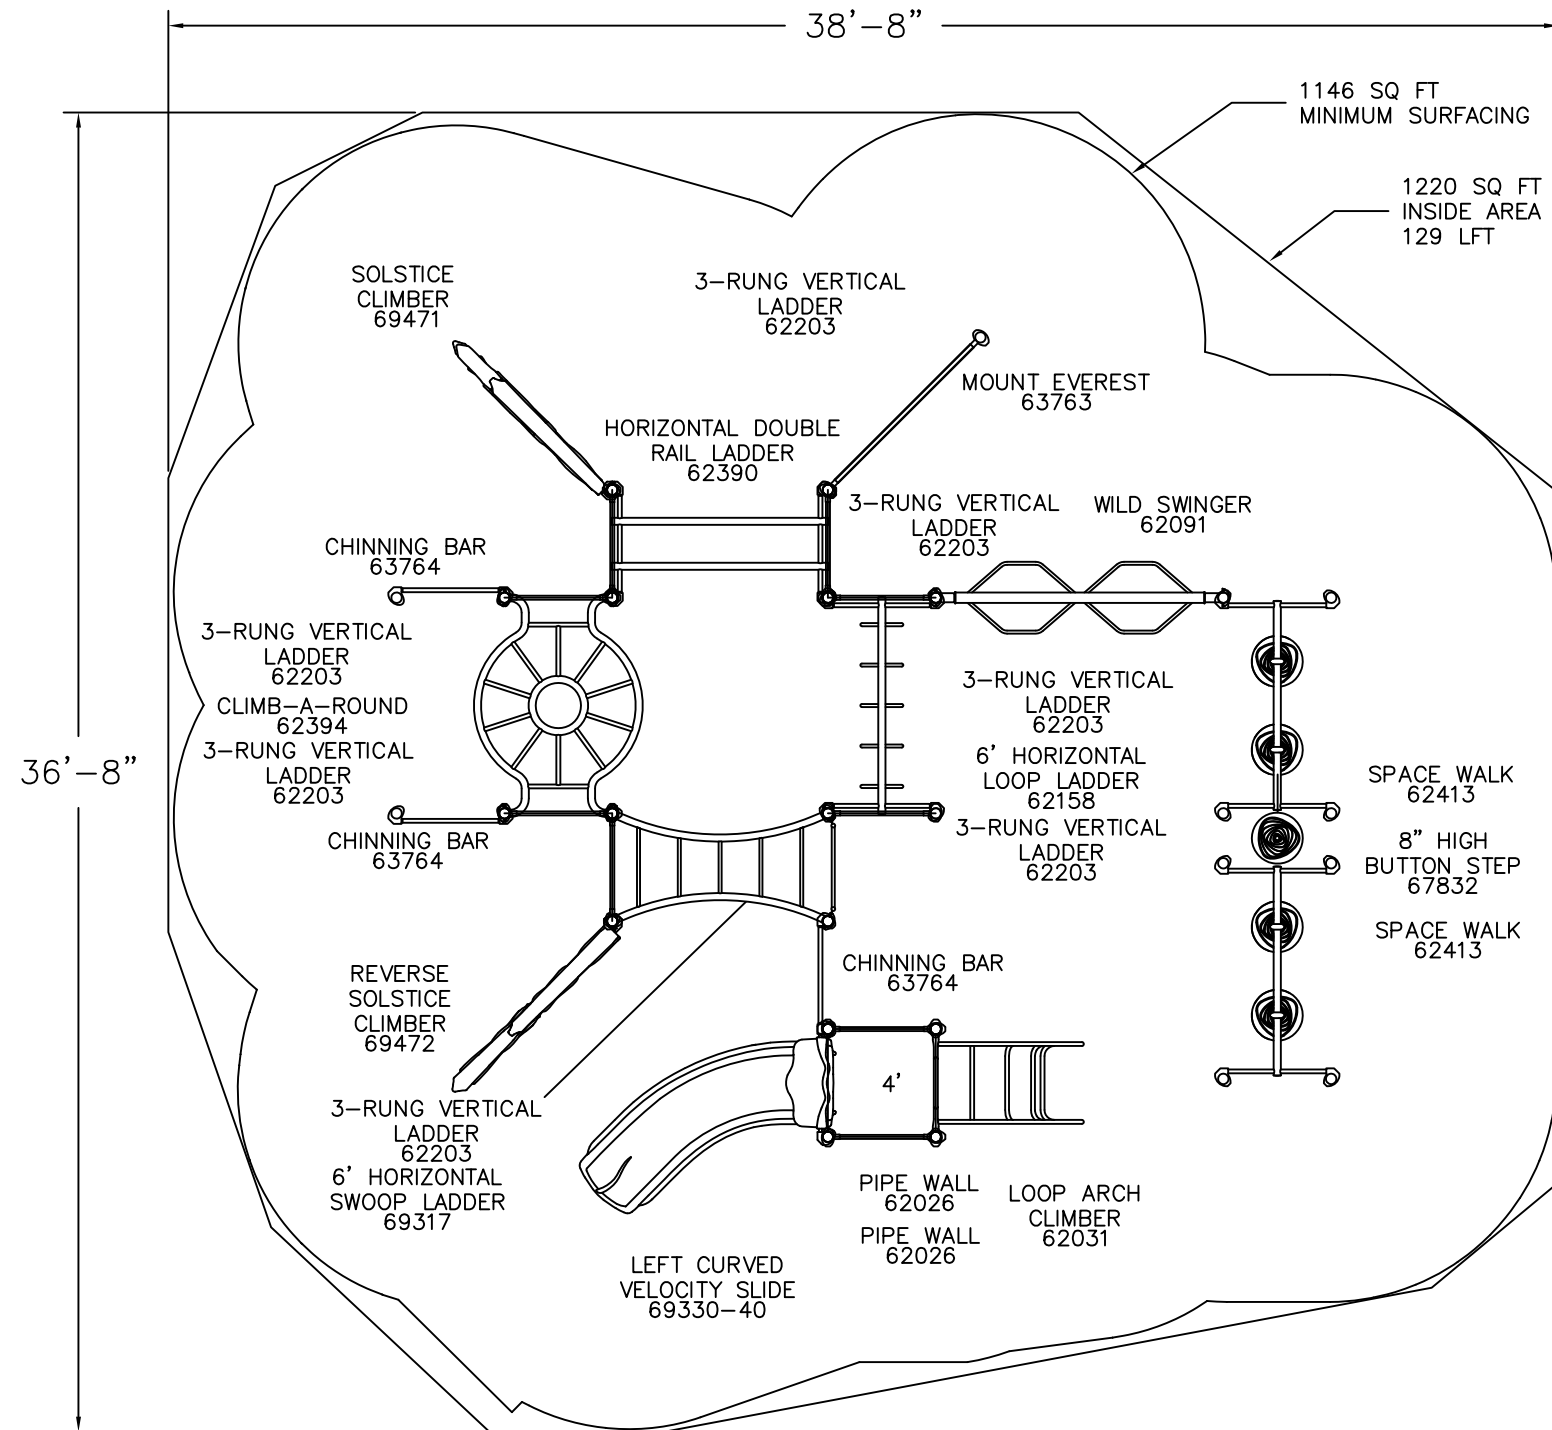 38'-8"
1146 SQ FT
MINIMUM SURFACING
1220 SQ FT
INSIDE AREA
129 LFT
SOLSTICE
CLIMBER
69471
3-RUNG VERTICAL
LADDER
62203
MOUNT EVEREST
63763
HORIZONTAL DOUBLE
RAIL LADDER
62390
3-RUNG VERTICAL
LADDER
62203
WILD SWINGER
62091
CHINNING BAR
63764
3-RUNG VERTICAL
LADDER
62203
CLIMB-A-ROUND
62394
3-RUNG VERTICAL
LADDER
62203
CHINNING BAR
63764
36'-8"
3-RUNG VERTICAL
LADDER
62203
6' HORIZONTAL
LOOP LADDER
62158
3-RUNG VERTICAL
LADDER
62203
SPACE WALK
62413
8" HIGH
BUTTON STEP
67832
SPACE WALK
62413
REVERSE
SOLSTICE
CLIMBER
69472
CHINNING BAR
63764
4'
3-RUNG VERTICAL
LADDER
62203
6' HORIZONTAL
SWOOP LADDER
69317
PIPE WALL
62026
PIPE WALL
62026
LOOP ARCH
CLIMBER
62031
LEFT CURVED
VELOCITY SLIDE
69330-40